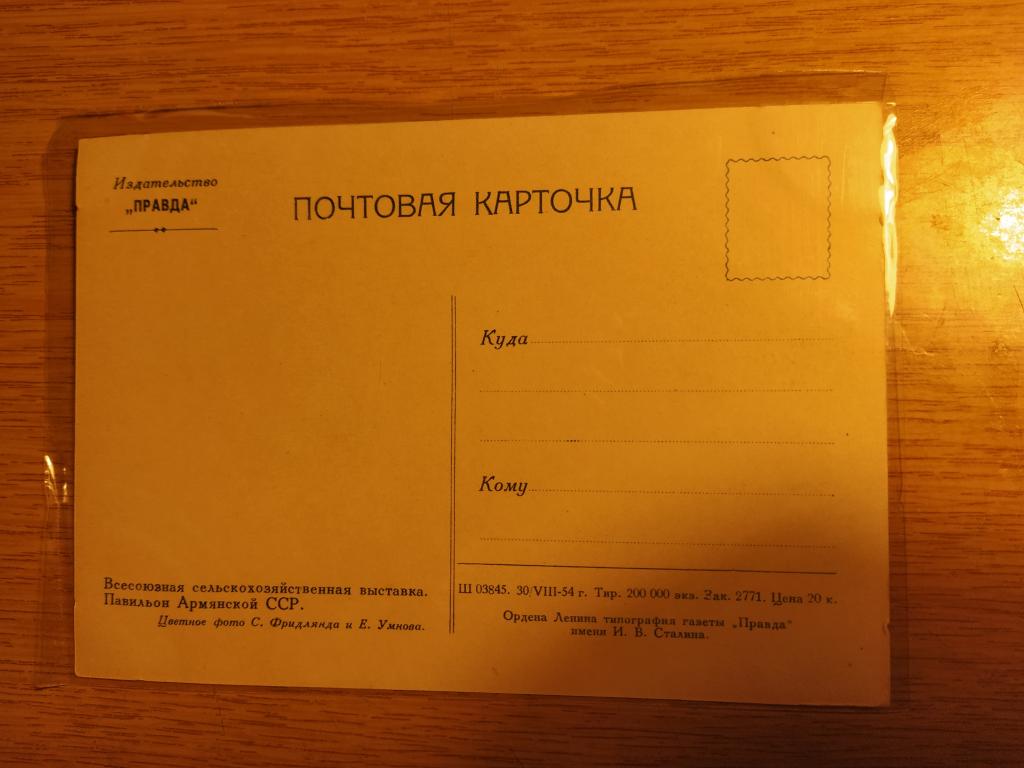 Издательство
„ПРАВДА“
ПОЧТОВАЯ КАРТОЧКА
Куда
Кому
Всесоюзная сельскохозяйственная выставка.
Павильон Армянской ССР.
Цветное фото С. Фридлянда и Е. Умнова.
Ш 03845. 30/VIII-54 г. Тир. 200 000 экз. Зак. 2771. Цена 20 к.
Ордена Ленина типография газеты „Правда“
имени И. В. Сталина.